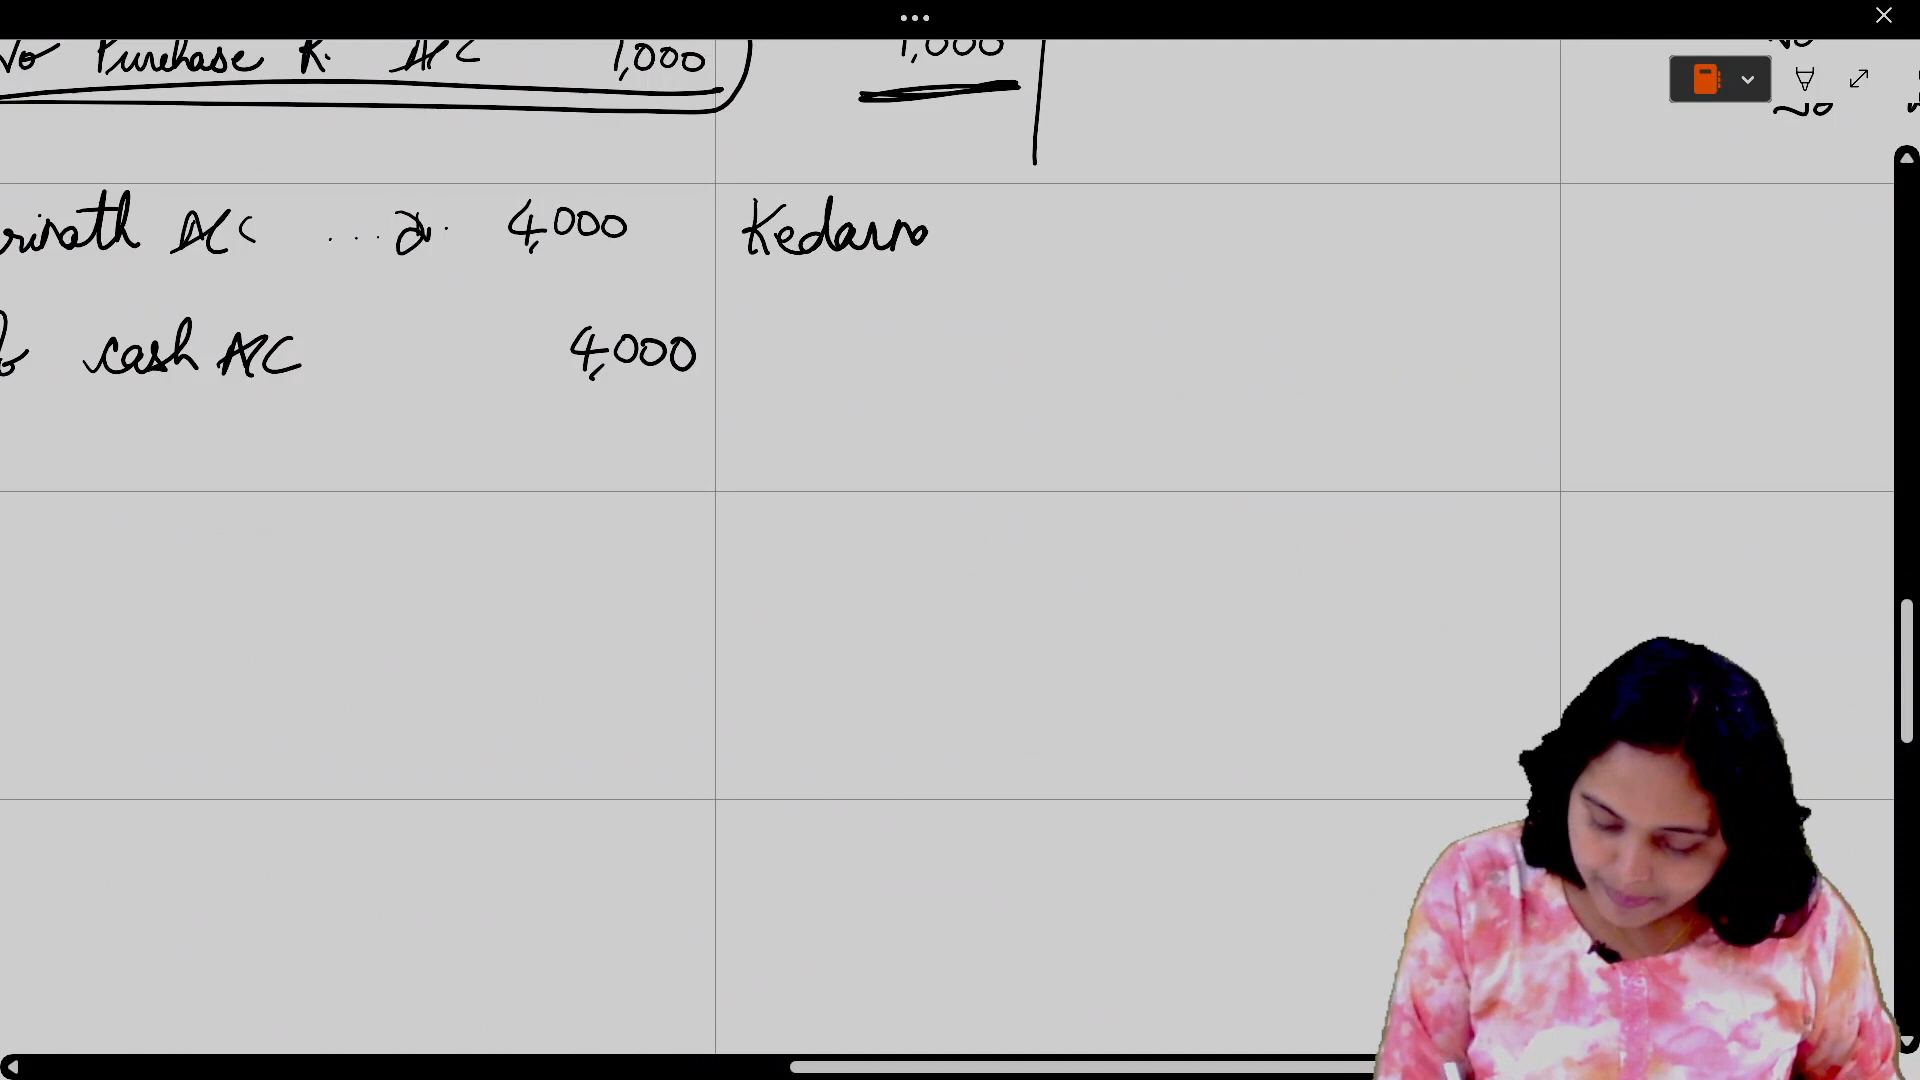 Purchase R. A/C 1,000
1,000
A/C ... Dr. 4,000
Kedarn
cash A/C 4,000